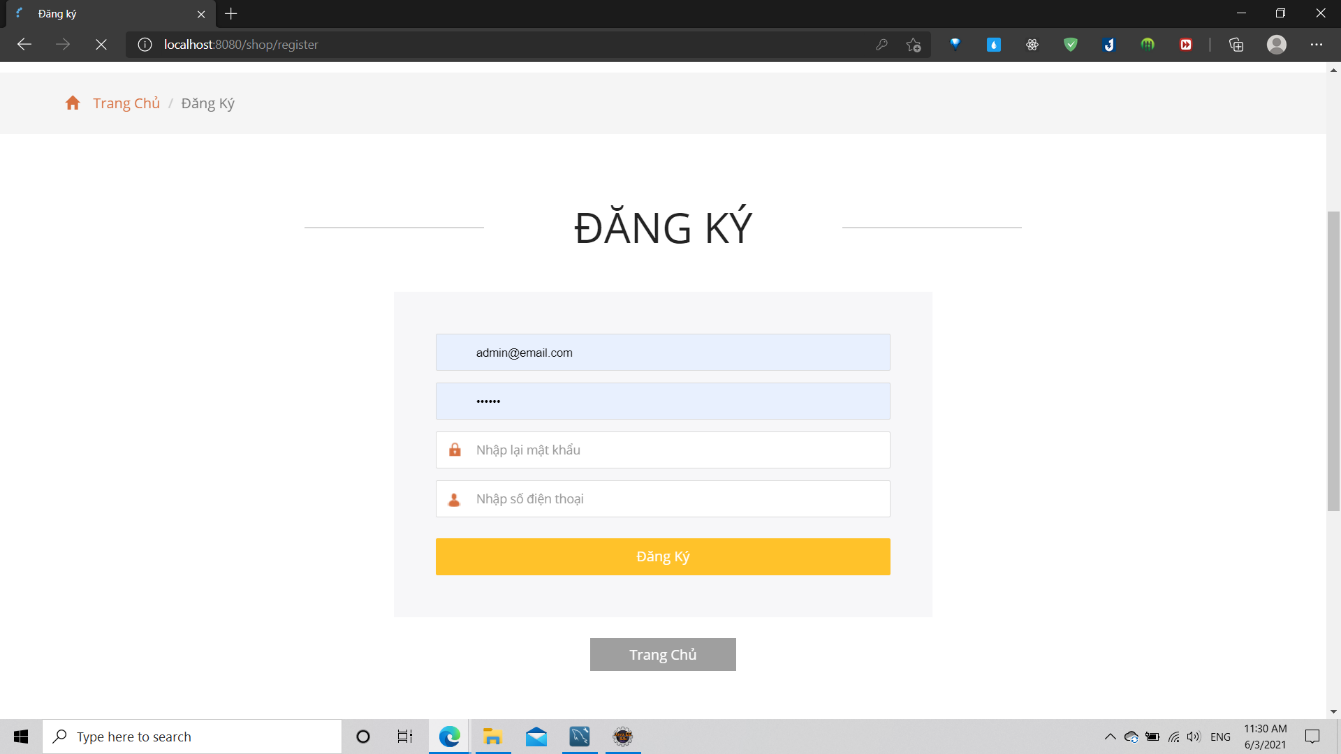 Đăng ký
localhost:8080/shop/register
Trang Chủ / Đăng Ký
ĐĂNG KÝ
admin@email.com
••••••
Nhập lại mật khẩu
Nhập số điện thoại
Đăng Ký
Trang Chủ
Type here to search
ENG
11:30 AM
6/3/2021